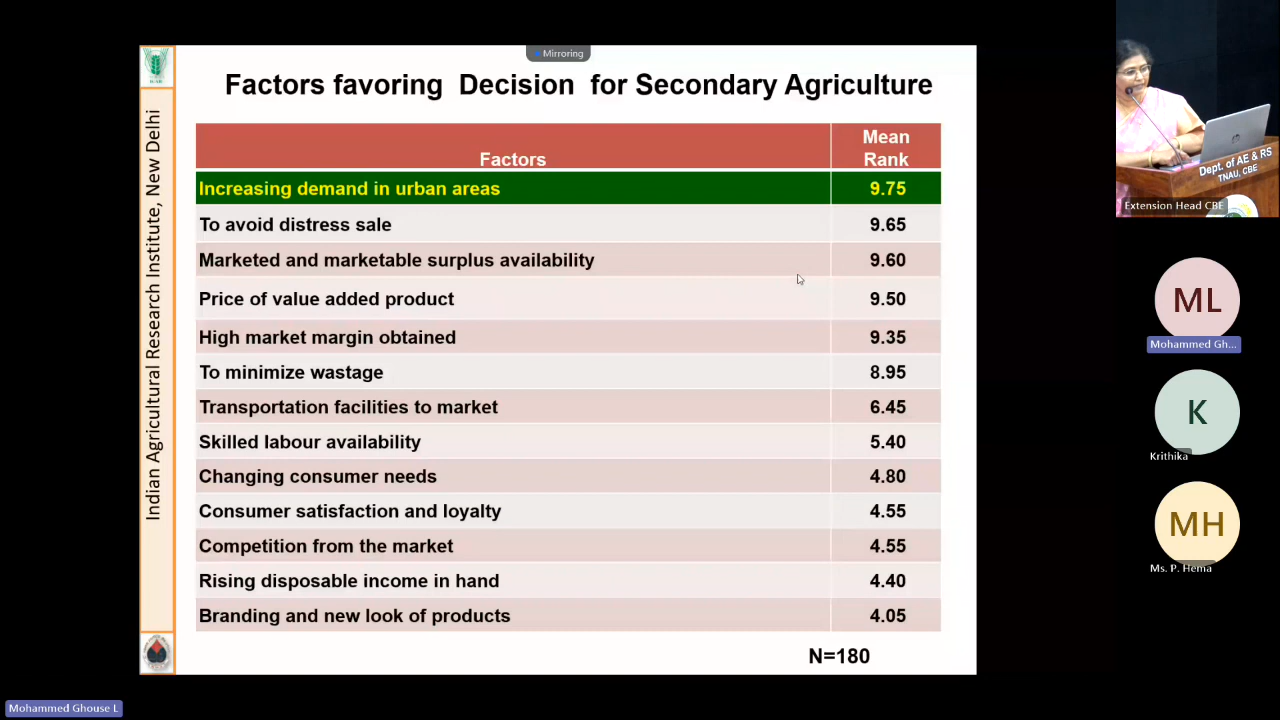 Mirroring
Factors favoring Decision for Secondary Agriculture
Indian Agricultural Research Institute, New Delhi
Factors Mean Rank
Increasing demand in urban areas 9.75
To avoid distress sale 9.65
Marketed and marketable surplus availability 9.60
Price of value added product 9.50
High market margin obtained 9.35
To minimize wastage 8.95
Transportation facilities to market 6.45
Skilled labour availability 5.40
Changing consumer needs 4.80
Consumer satisfaction and loyalty 4.55
Competition from the market 4.55
Rising disposable income in hand 4.40
Branding and new look of products 4.05
N=180
Dept. of AE & RS
TNAU, CBE
Extension Head CBE
ML
Mohammed Gh...
K
Krithika
MH
Ms. P. Hema
Mohammed Ghouse L